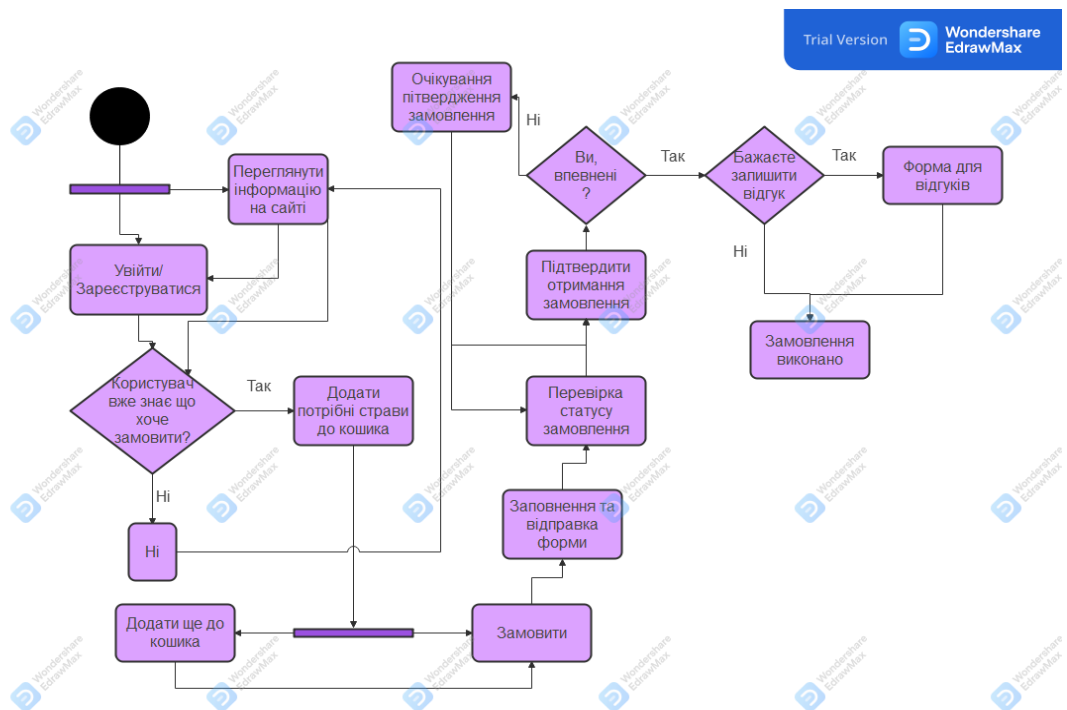 Trial Version
Wondershare
EdrawMax
Очікування
пітвердження
замовлення
Ні
Ви,
впевнені
?
Так
Бажаєте
залишити
відгук
Так
Форма для
відгуків
Переглянути
інформацію
на сайті
Увійти/
Зареєструватися
Підтвердити
отримання
замовлення
Ні
Замовлення
виконано
Користувач
вже знає що
хоче
замовити?
Так
Додати
потрібні страви
до кошика
Перевірка
статусу
замовлення
Ні
Ні
Заповнення та
відправка
форми
Додати ще до
кошика
Замовити